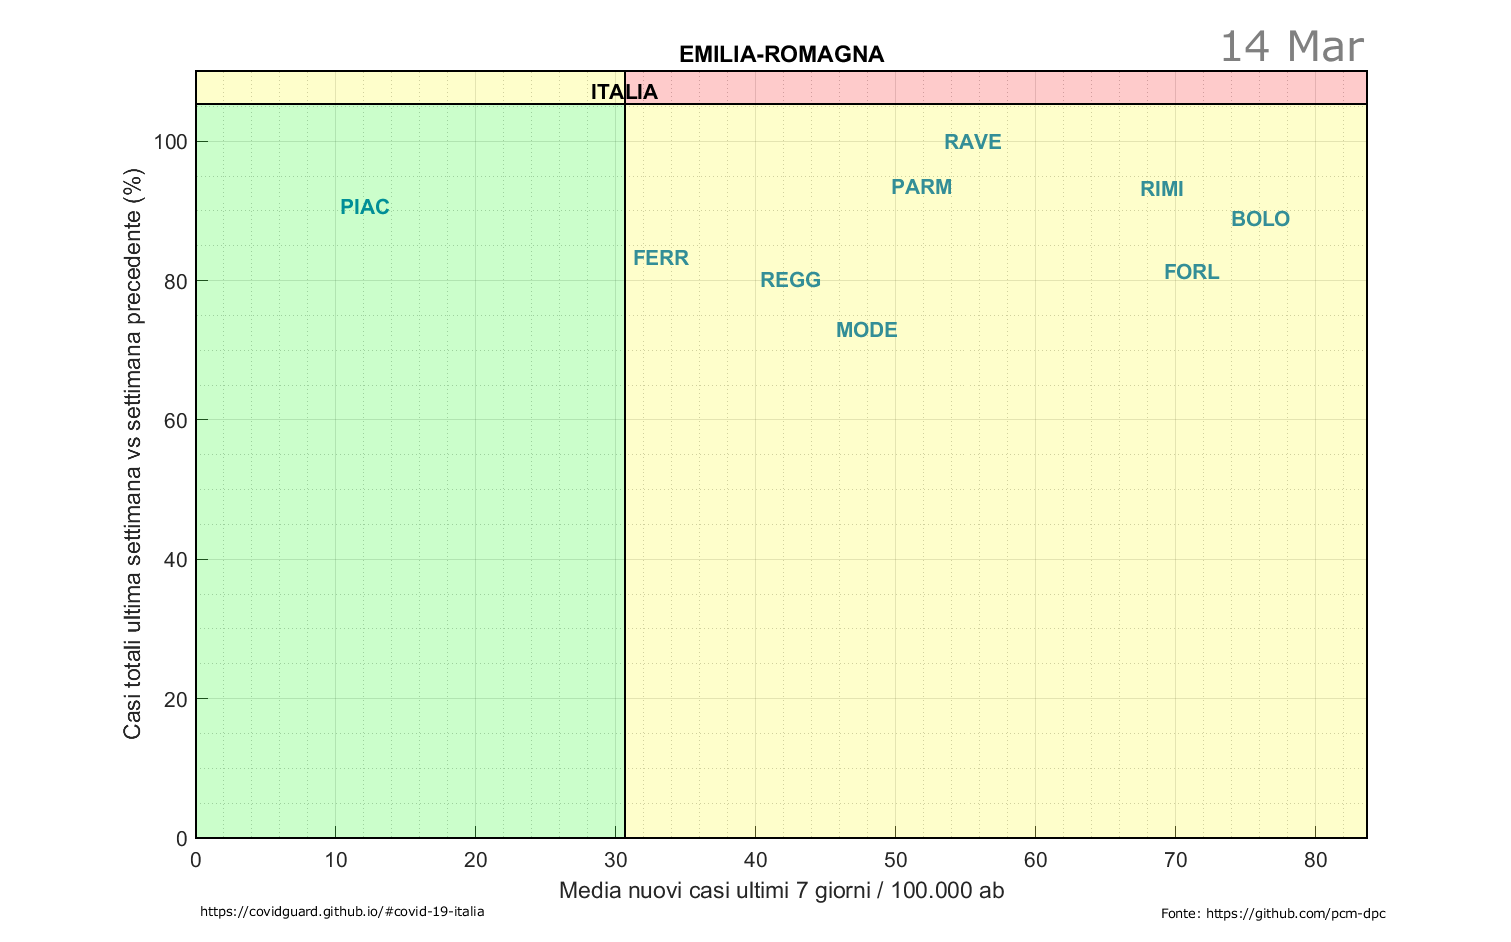 14 Mar
EMILIA-ROMAGNA
ITALIA
Casi totali ultima settimana vs settimana precedente (%)
100
80
60
40
20
0
RAVE
PARM
RIMI
PIAC
BOLO
FERR
FORL
REGG
MODE
0 10 20 30 40 50 60 70 80
Media nuovi casi ultimi 7 giorni / 100.000 ab
https://covidguard.github.io/#covid-19-italia
Fonte: https://github.com/pcm-dpc